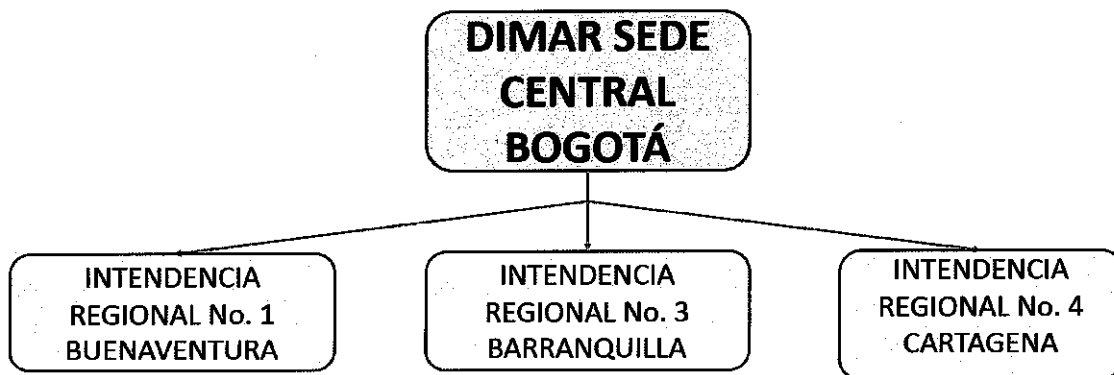 DIMAR SEDE
CENTRAL
BOGOTÁ
INTENDENCIA
REGIONAL No. 1
BUENAVENTURA
INTENDENCIA
REGIONAL No. 3
BARRANQUILLA
INTENDENCIA
REGIONAL No. 4
CARTAGENA